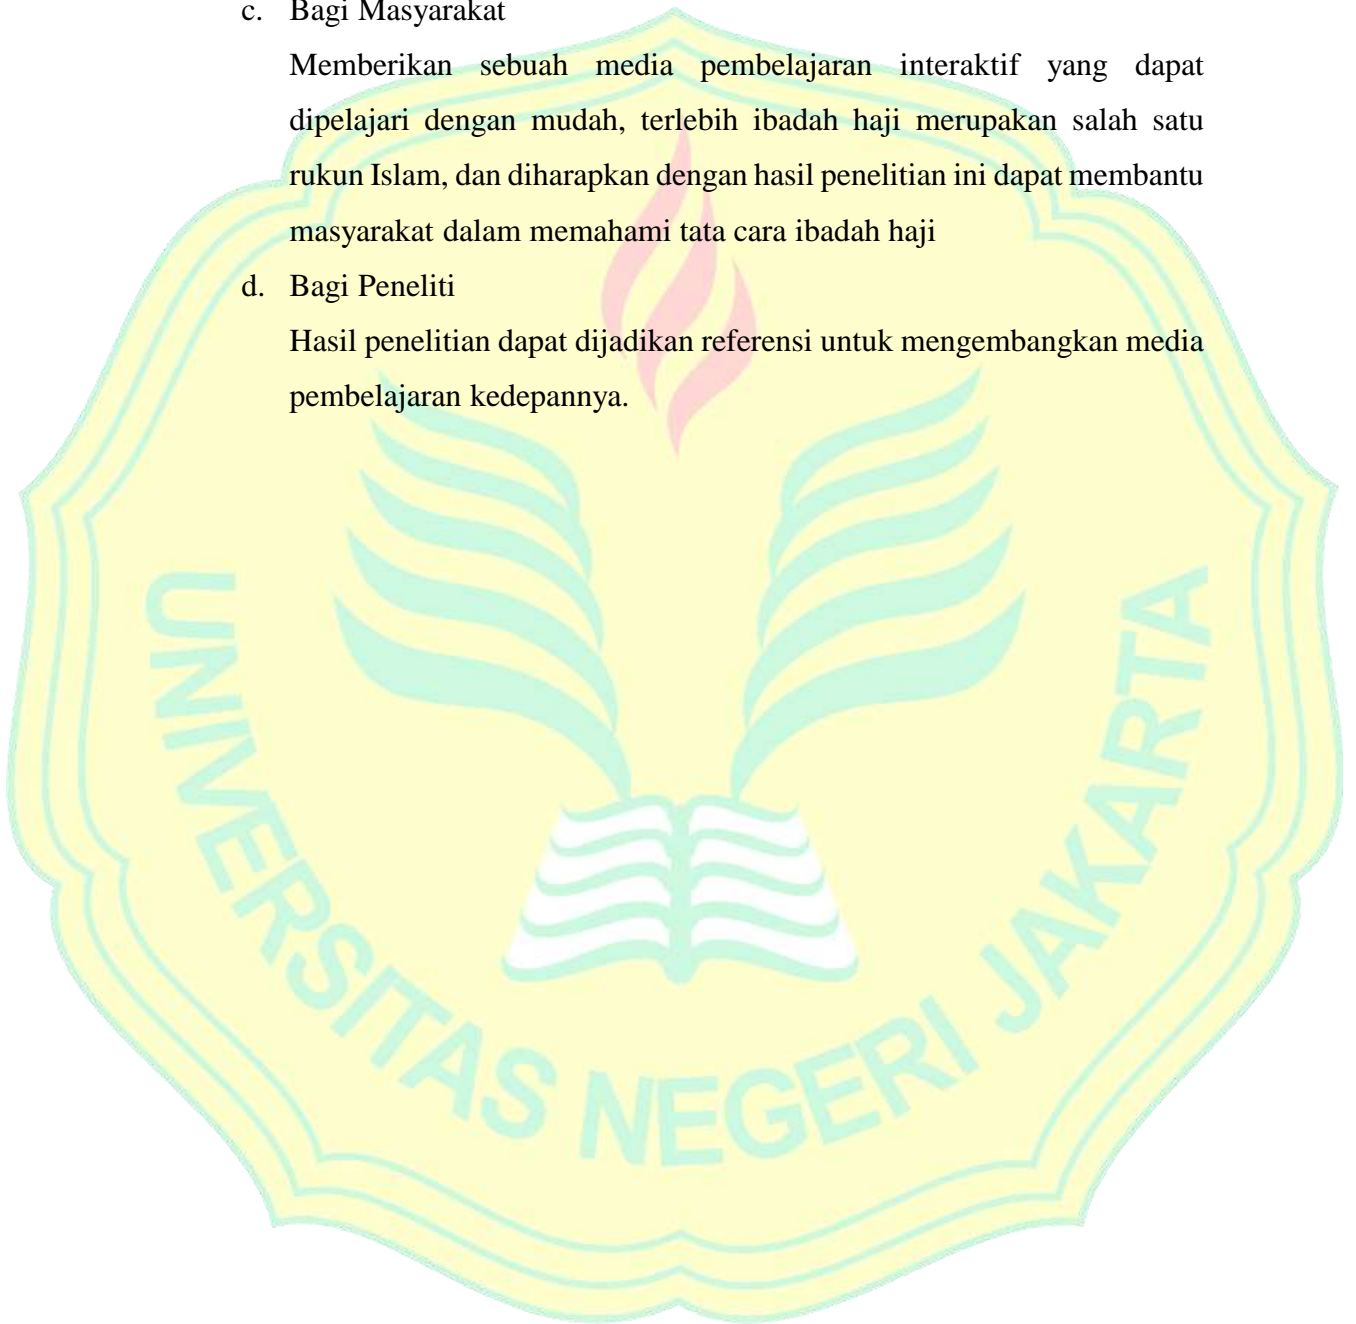 c. Bagi Masyarakat
Memberikan sebuah media pembelajaran interaktif yang dapat
dipelajari dengan mudah, terlebih ibadah haji merupakan salah satu
rukun Islam, dan diharapkan dengan hasil penelitian ini dapat membantu
masyarakat dalam memahami tata cara ibadah haji
d. Bagi Peneliti
Hasil penelitian dapat dijadikan referensi untuk mengembangkan media
pembelajaran kedepannya.
UNIVERSITAS NEGERI JAKARTA